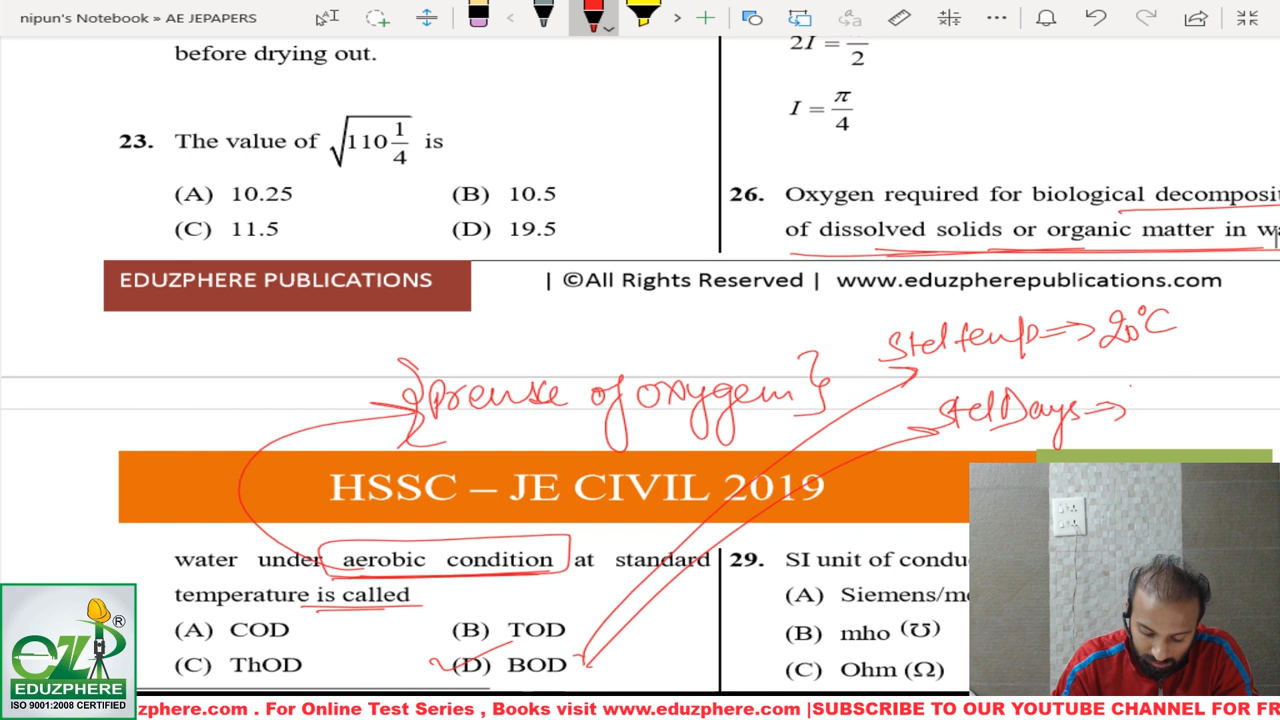 nipun's Notebook » AE JEPAPERS
before drying out.
23. The value of √110 1/4 is
(A) 10.25 (B) 10.5
(C) 11.5 (D) 19.5
2I = 2
I = π/4
26. Oxygen required for biological decomposit
of dissolved solids or organic matter in wa
EDUZPHERE PUBLICATIONS | ©All Rights Reserved | www.eduzpherepublications.com
Std temp => 20°C
{Prense of oxygem}
Std Days =>
HSSC – JE CIVIL 2019
water under aerobic condition at standard
temperature is called
(A) COD (B) TOD
(C) ThOD (D) BOD
29. SI unit of condu
(A) Siemens/m
(B) mho (℧)
(C) Ohm (Ω)
®
EZP
EDUZPHERE
ISO 9001:2008 CERTIFIED
zphere.com . For Online Test Series , Books visit www.eduzphere.com |SUBSCRIBE TO OUR YOUTUBE CHANNEL FOR FR